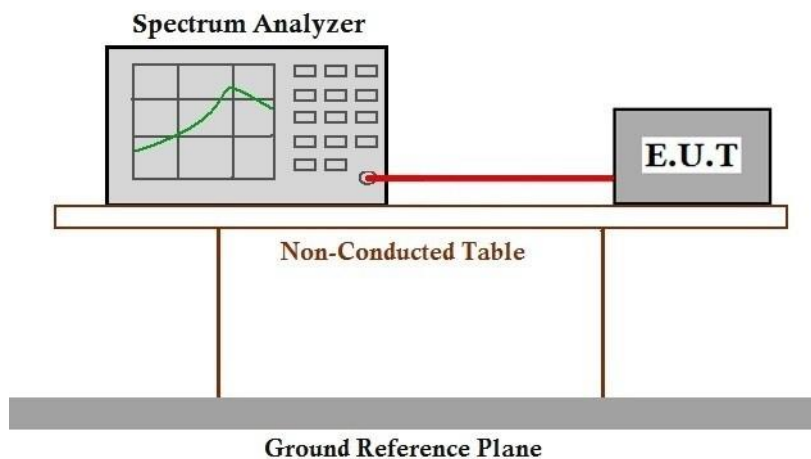 Spectrum Analyzer
E.U.T
Non-Conducted Table
Ground Reference Plane